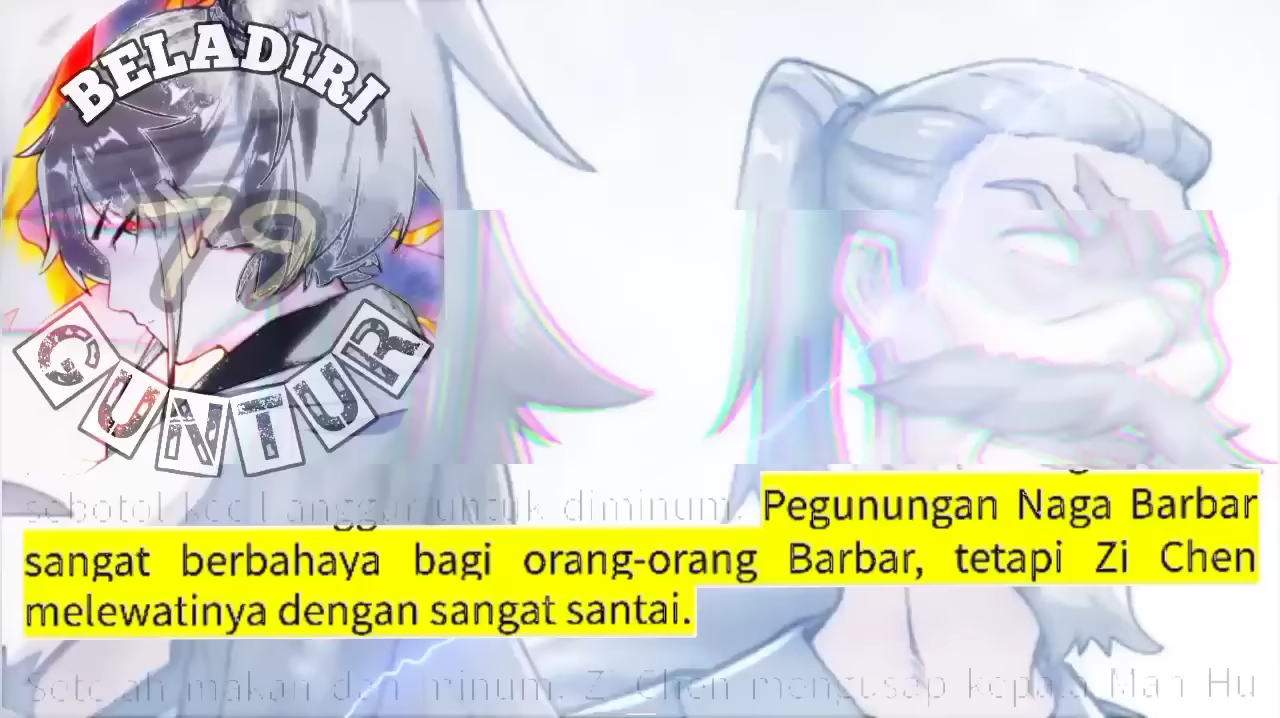 BELADIRI
79
GUNTUR
sebotol kecil anggur untuk diminum. Pegunungan Naga Barbar
sangat berbahaya bagi orang-orang Barbar, tetapi Zi Chen
melewatinya dengan sangat santai.
Setelah makan dan minum, Zi Chen mengusap kepala Man Hu